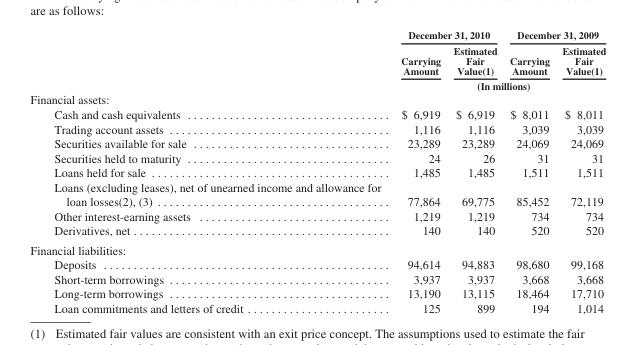 are as follows:
December 31, 2010 December 31, 2009
Carrying Amount Estimated Fair Value(1) Carrying Amount Estimated Fair Value(1)
(In millions)
Financial assets:
Cash and cash equivalents $ 6,919 $ 6,919 $ 8,011 $ 8,011
Trading account assets 1,116 1,116 3,039 3,039
Securities available for sale 23,289 23,289 24,069 24,069
Securities held to maturity 24 26 31 31
Loans held for sale 1,485 1,485 1,511 1,511
Loans (excluding leases), net of unearned income and allowance for
loan losses(2), (3) 77,864 69,775 85,452 72,119
Other interest-earning assets 1,219 1,219 734 734
Derivatives, net 140 140 520 520
Financial liabilities:
Deposits 94,614 94,883 98,680 99,168
Short-term borrowings 3,937 3,937 3,668 3,668
Long-term borrowings 13,190 13,115 18,464 17,710
Loan commitments and letters of credit 125 899 194 1,014
(1) Estimated fair values are consistent with an exit price concept. The assumptions used to estimate the fair